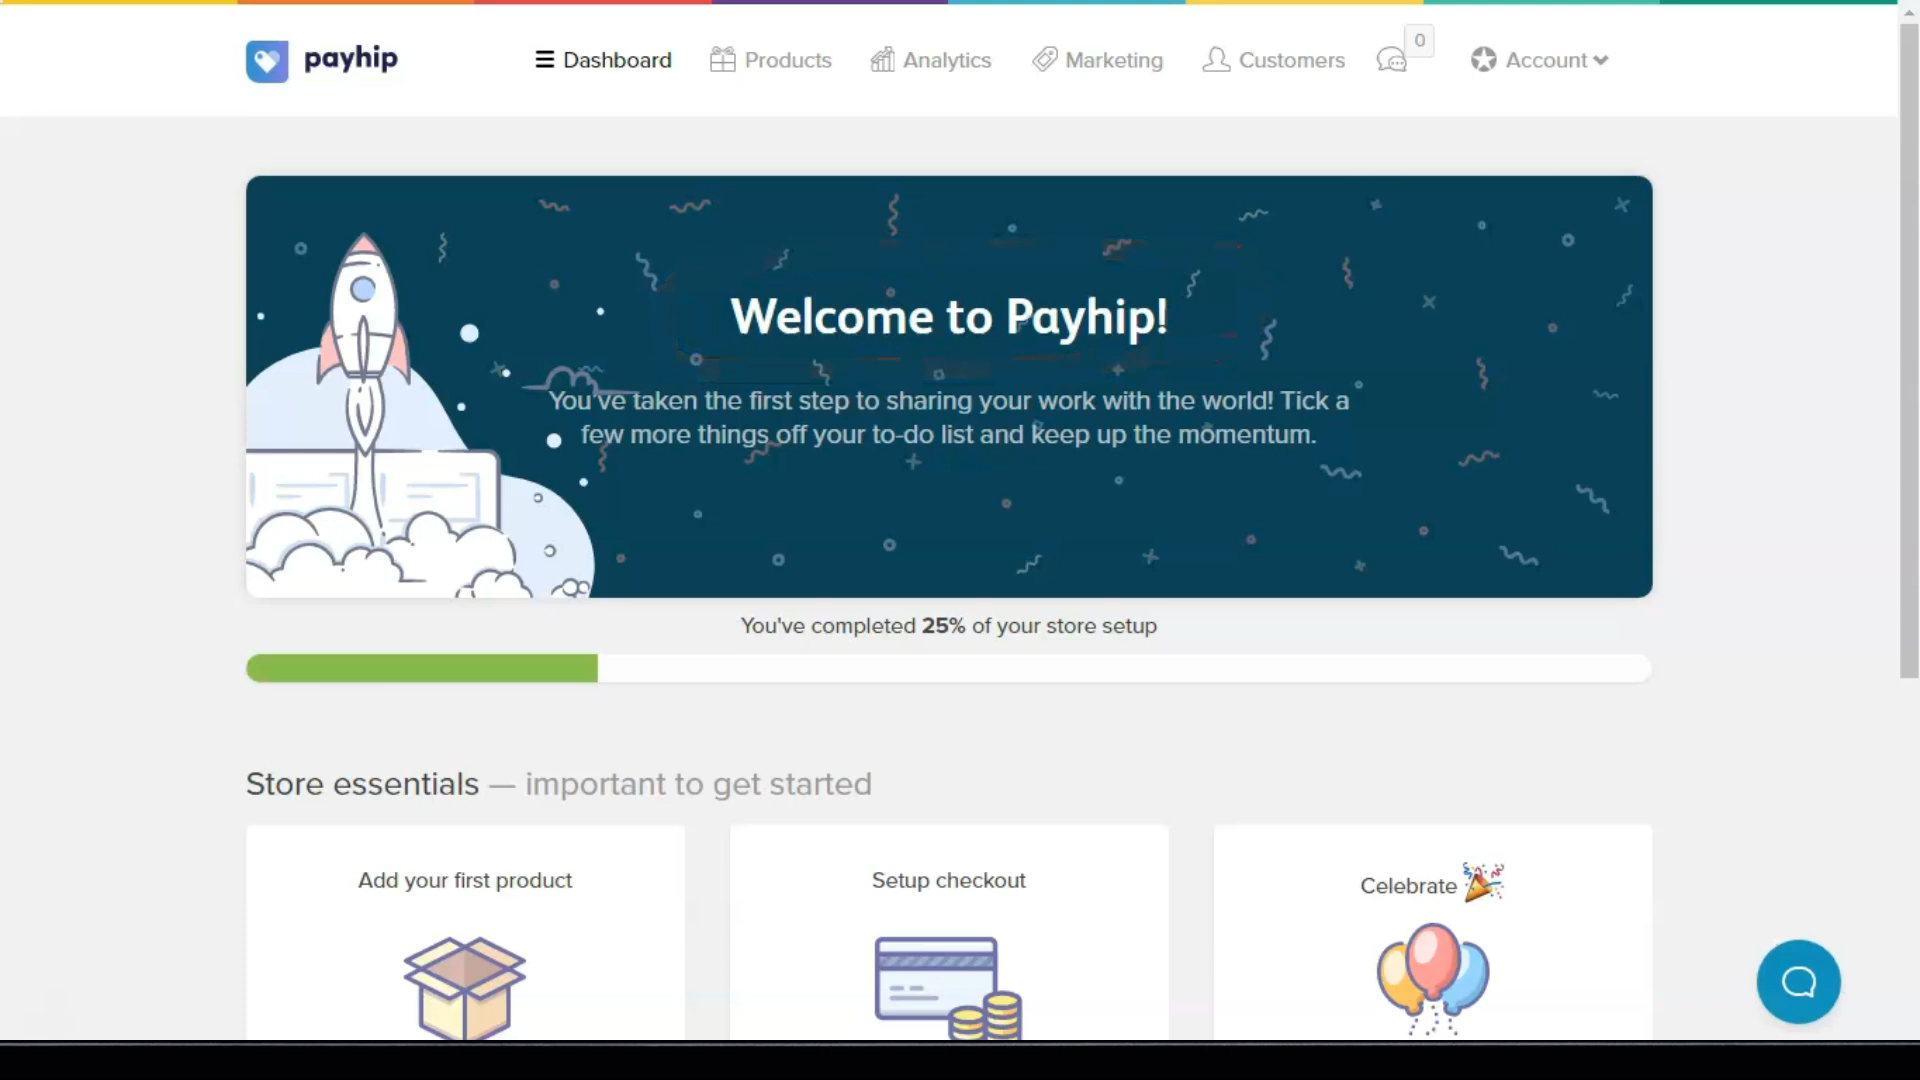 payhip
Dashboard
Products
Analytics
Marketing
Customers
0
Account
Welcome to Payhip!
You've taken the first step to sharing your work with the world! Tick a
few more things off your to-do list and keep up the momentum.
You've completed 25% of your store setup
Store essentials — important to get started
Add your first product
Setup checkout
Celebrate